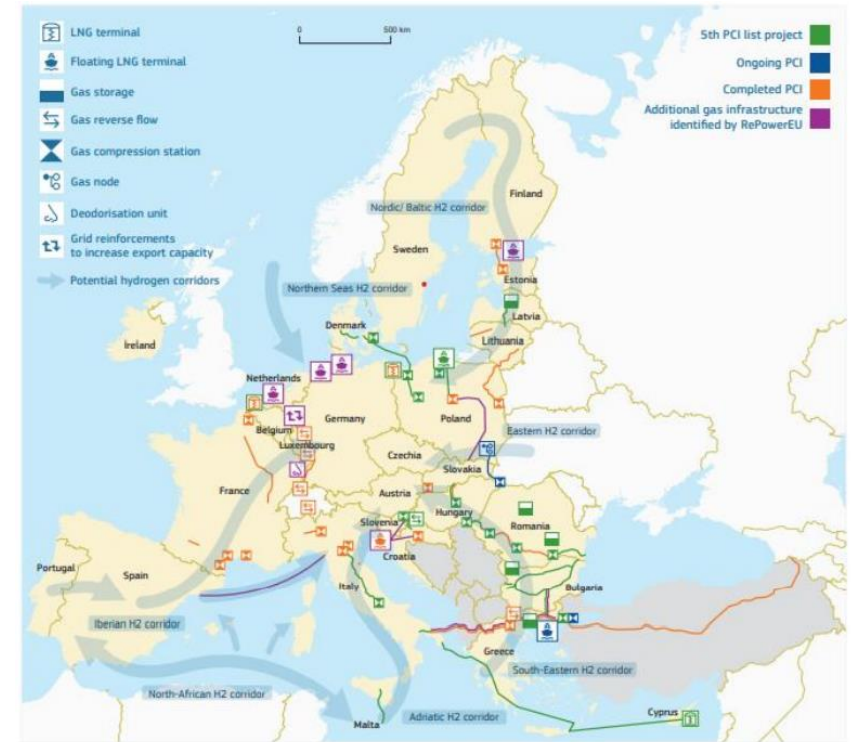 LNG terminal
Floating LNG terminal
Gas storage
Gas reverse flow
Gas compression station
Gas node
Deodorisation unit
Grid reinforcements
to increase export capacity
Potential hydrogen corridors
0
500 km
5th PCI list project
Ongoing PCI
Completed PCI
Additional gas infrastructure
identified by RePowerEU
Finland
Nordic/ Baltic H2 corridor
Sweden
Estonia
Northern Seas H2 corridor
Latvia
Denmark
Lithuania
Ireland
Netherlands
Germany
Poland
Belgium
Eastern H2 corridor
Luxembourg
Czechia
Slovakia
France
Austria
Hungary
Slovenia
Romania
Croatia
Portugal
Spain
Italy
Bulgaria
Iberian H2 corridor
Greece
South-Eastern H2 corridor
North-African H2 corridor
Malta
Adriatic H2 corridor
Cyprus